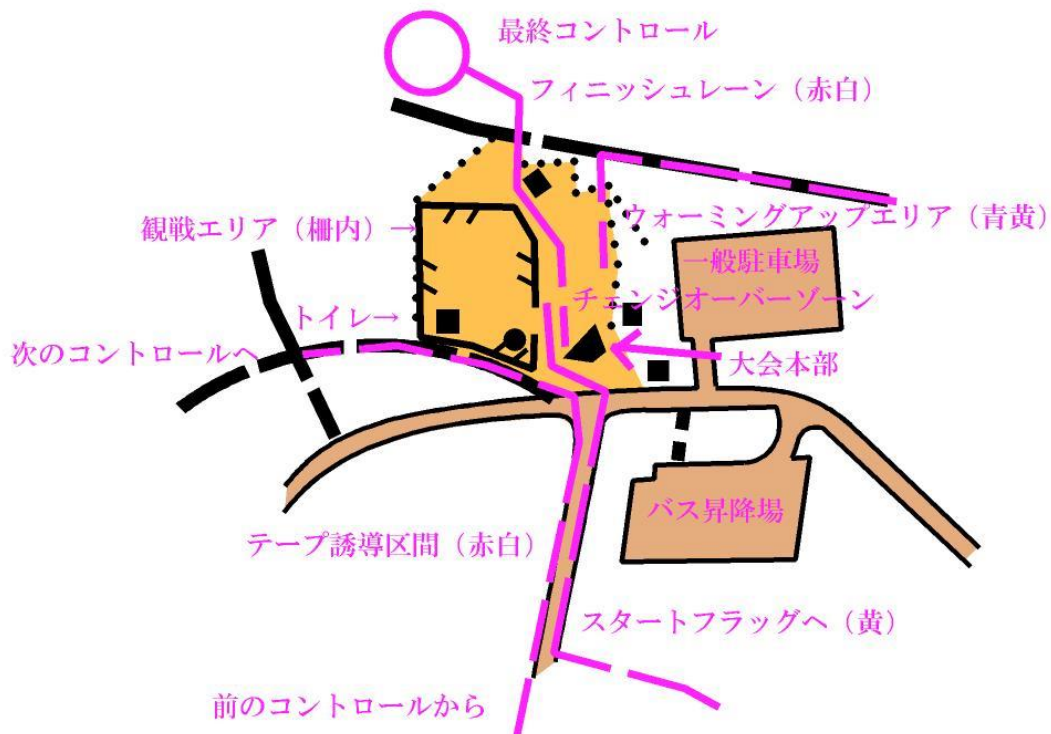 最終コントロール
フィニッシュレーン（赤白）
ウォーミングアップエリア（青黄）
観戦エリア（柵内）→
一般駐車場
チェンジオーバーゾーン
トイレ→
次のコントロールへ
大会本部
バス昇降場
テープ誘導区間（赤白）
スタートフラッグへ（黄）
前のコントロールから